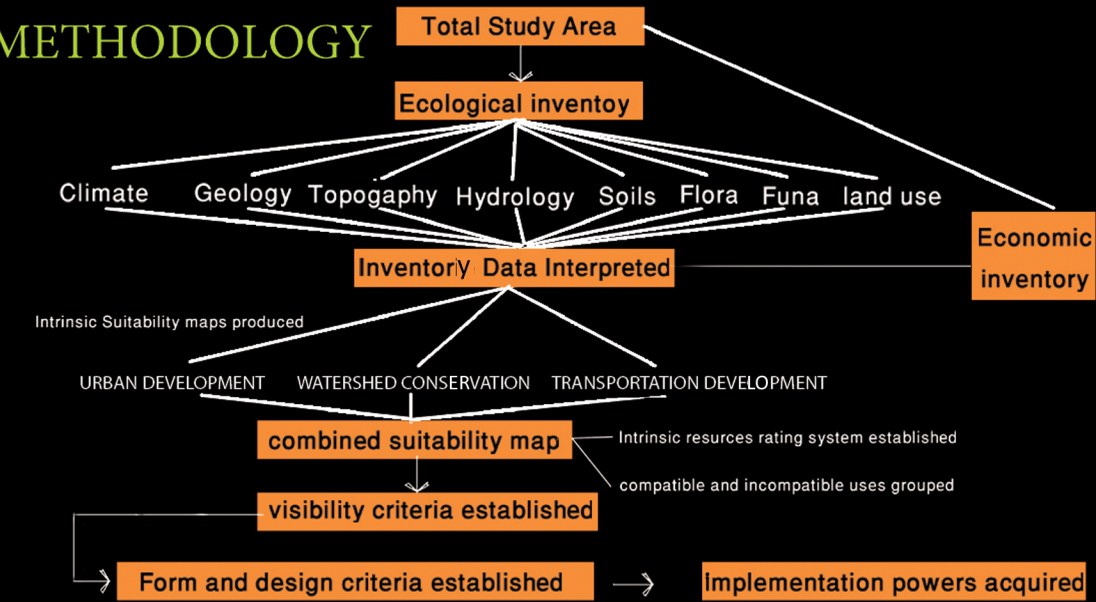 METHODOLOGY
Total Study Area
Ecological inventoy
Climate Geology Topogaphy Hydrology Soils Flora Funa land use
Economic
inventory
Inventory Data Interpreted
Intrinsic Suitability maps produced
URBAN DEVELOPMENT WATERSHED CONSERVATION TRANSPORTATION DEVELOPMENT
combined suitability map
Intrinsic resurces rating system established
compatible and incompatible uses grouped
visibility criteria established
Form and design criteria established
implementation powers acquired